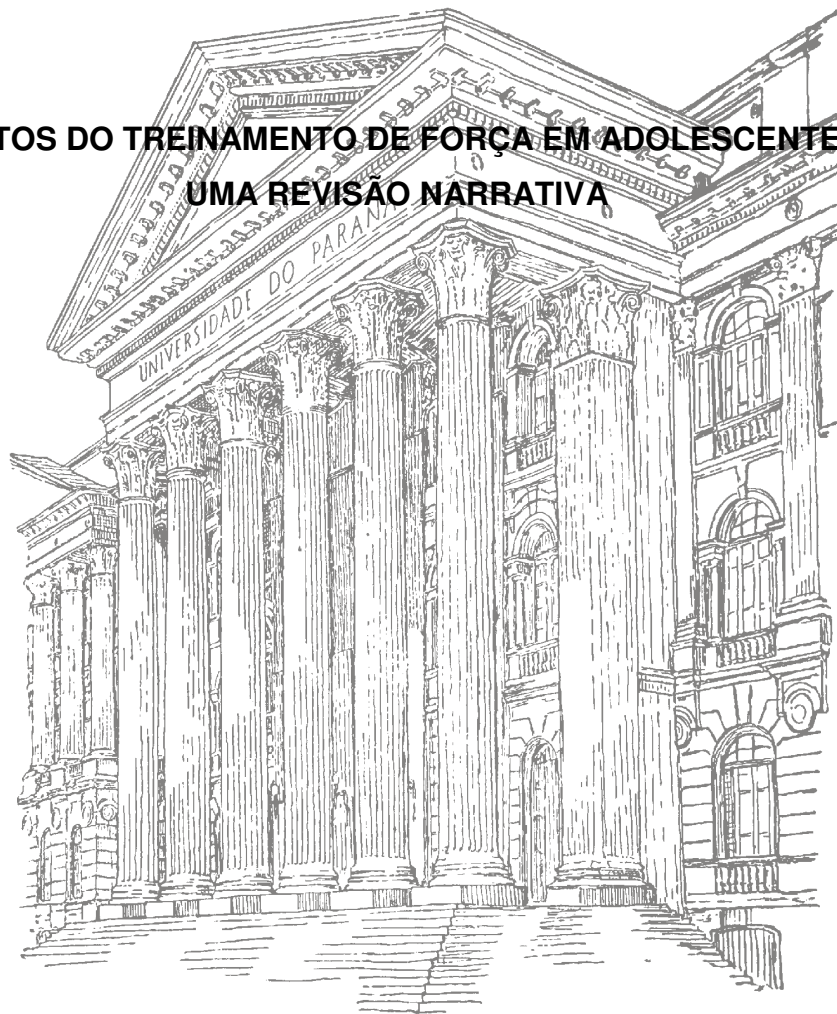 TOS DO TREINAMENTO DE FORÇA EM ADOLESCENTE
UMA REVISÃO NARRATIVA
UNIVERSIDADE DO PARANÁ